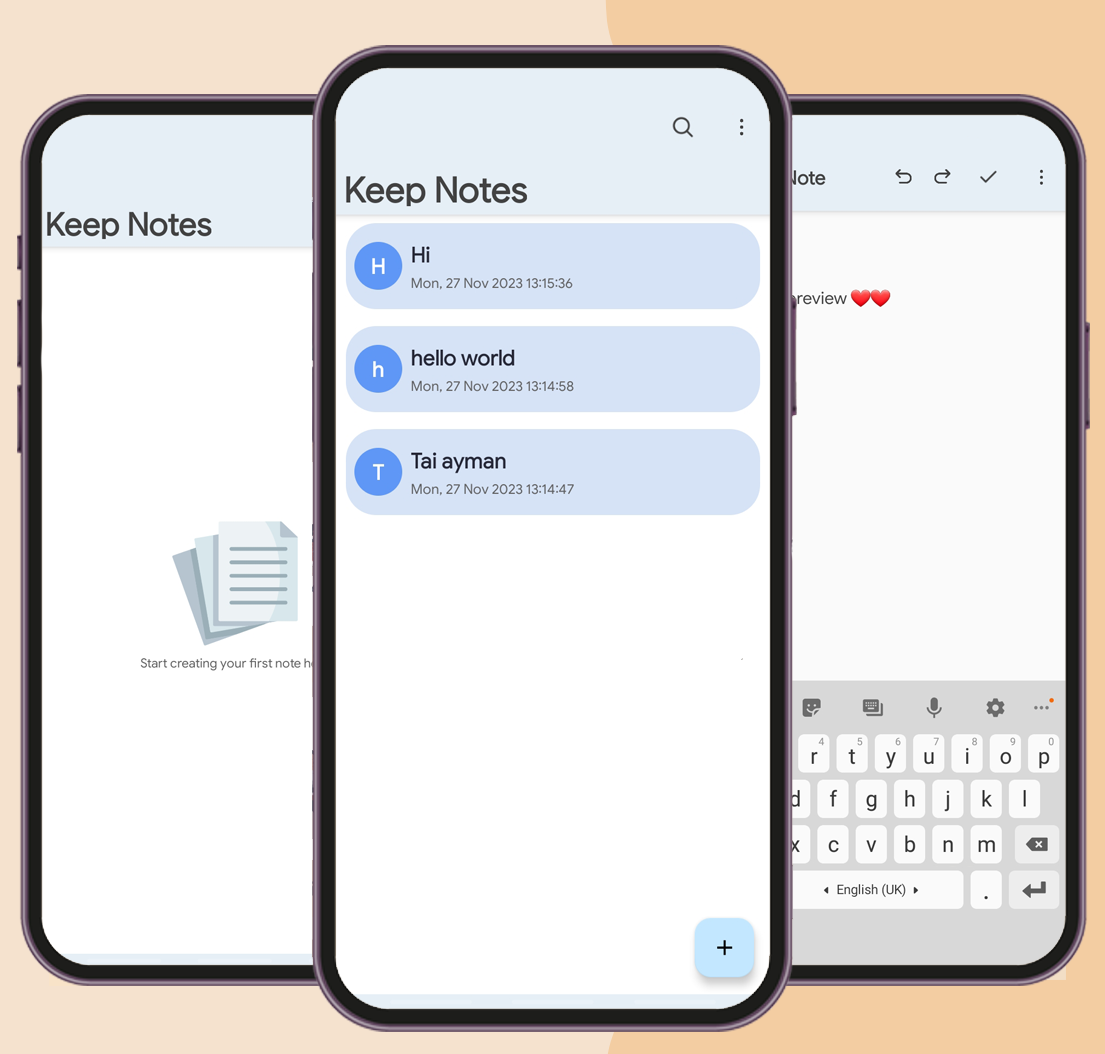 Keep Notes
Start creating your first note
Keep Notes
H
Hi
Mon, 27 Nov 2023 13:15:36
h
hello world
Mon, 27 Nov 2023 13:14:58
T
Tai ayman
Mon, 27 Nov 2023 13:14:47
+
Note
review ❤️❤️
4 5 6 7 8 9 0
r t y u i o p
d f g h j k l
x c v b n m
English (UK) .